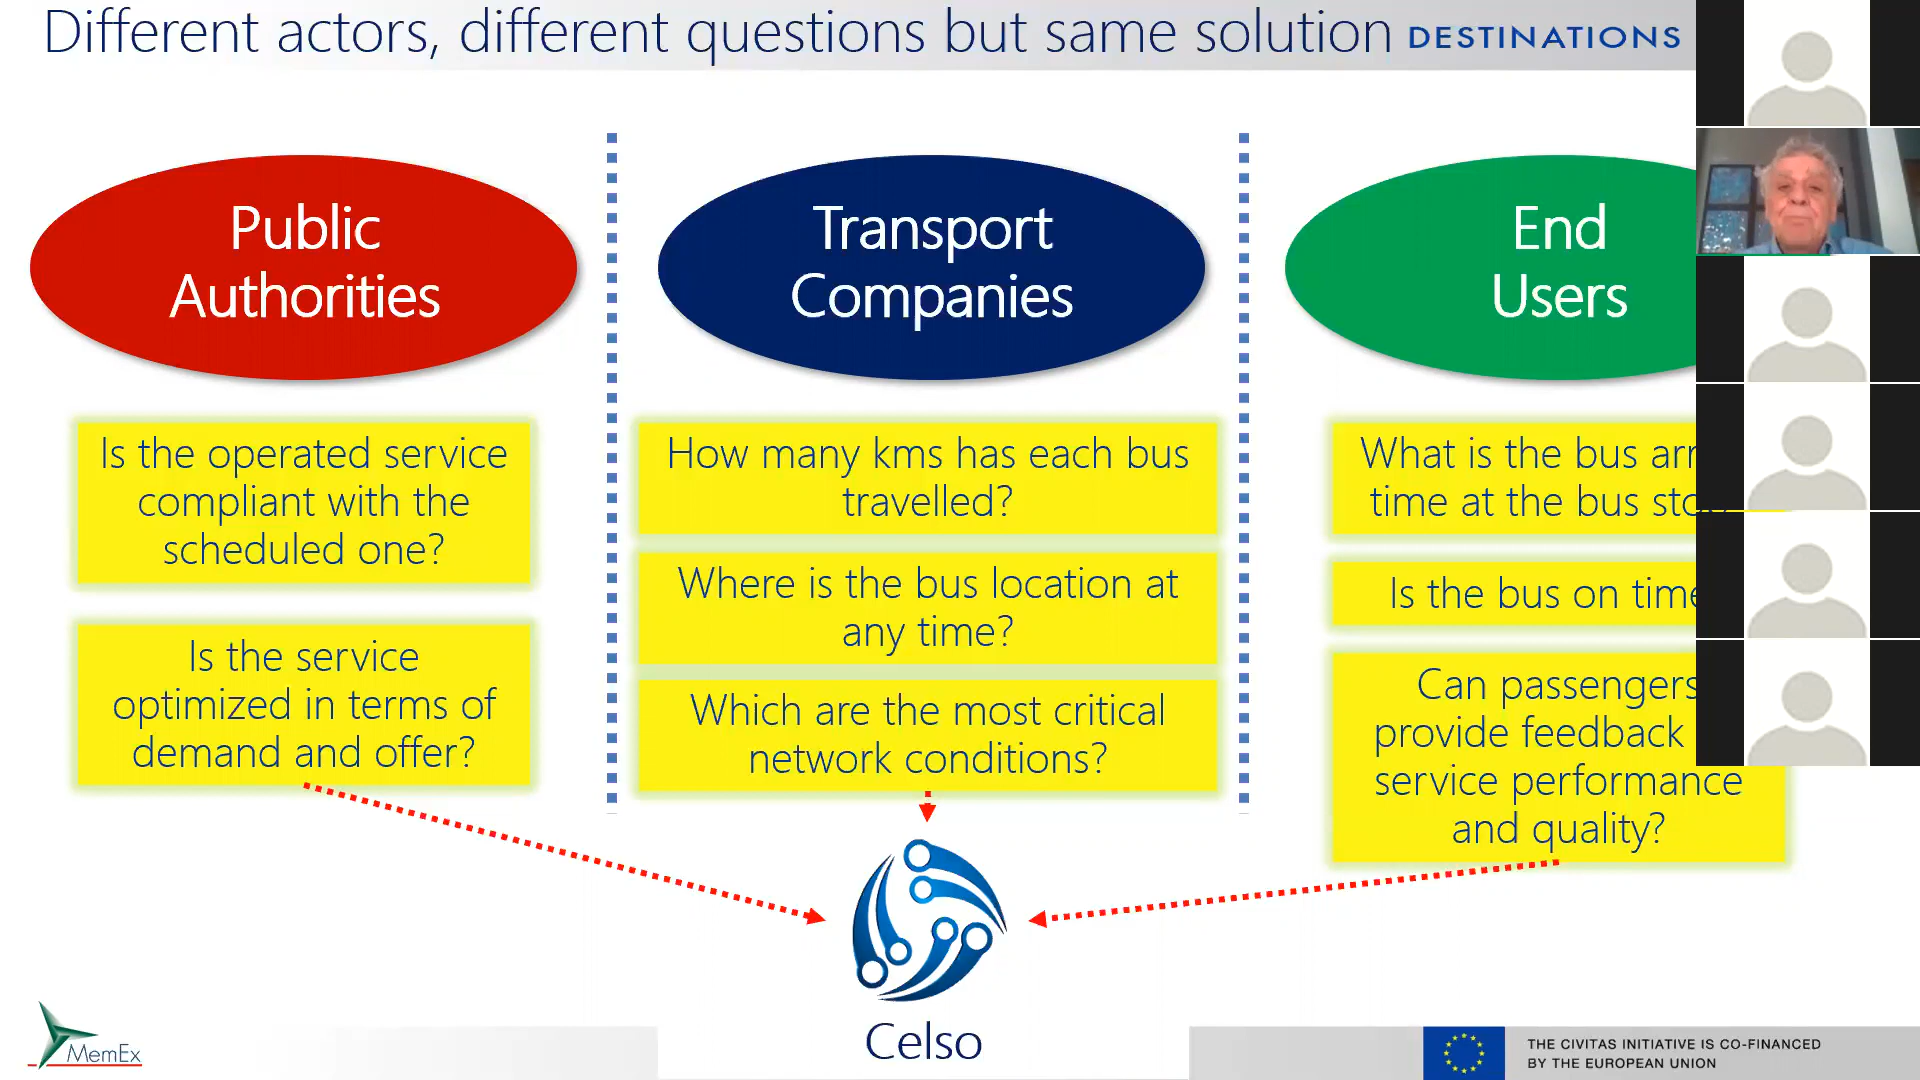 Different actors, different questions but same solution
DESTINATIONS
Public
Authorities
Is the operated service
compliant with the
scheduled one?
Is the service
optimized in terms of
demand and offer?
Transport
Companies
How many kms has each bus
travelled?
Where is the bus location at
any time?
Which are the most critical
network conditions?
End
Users
What is the bus
time at the bus
Is the bus on
Can passengers
provide feedback
service performance
and quality?
Celso
MemEx
THE CIVITAS INITIATIVE IS CO-FINANCED
BY THE EUROPEAN UNION